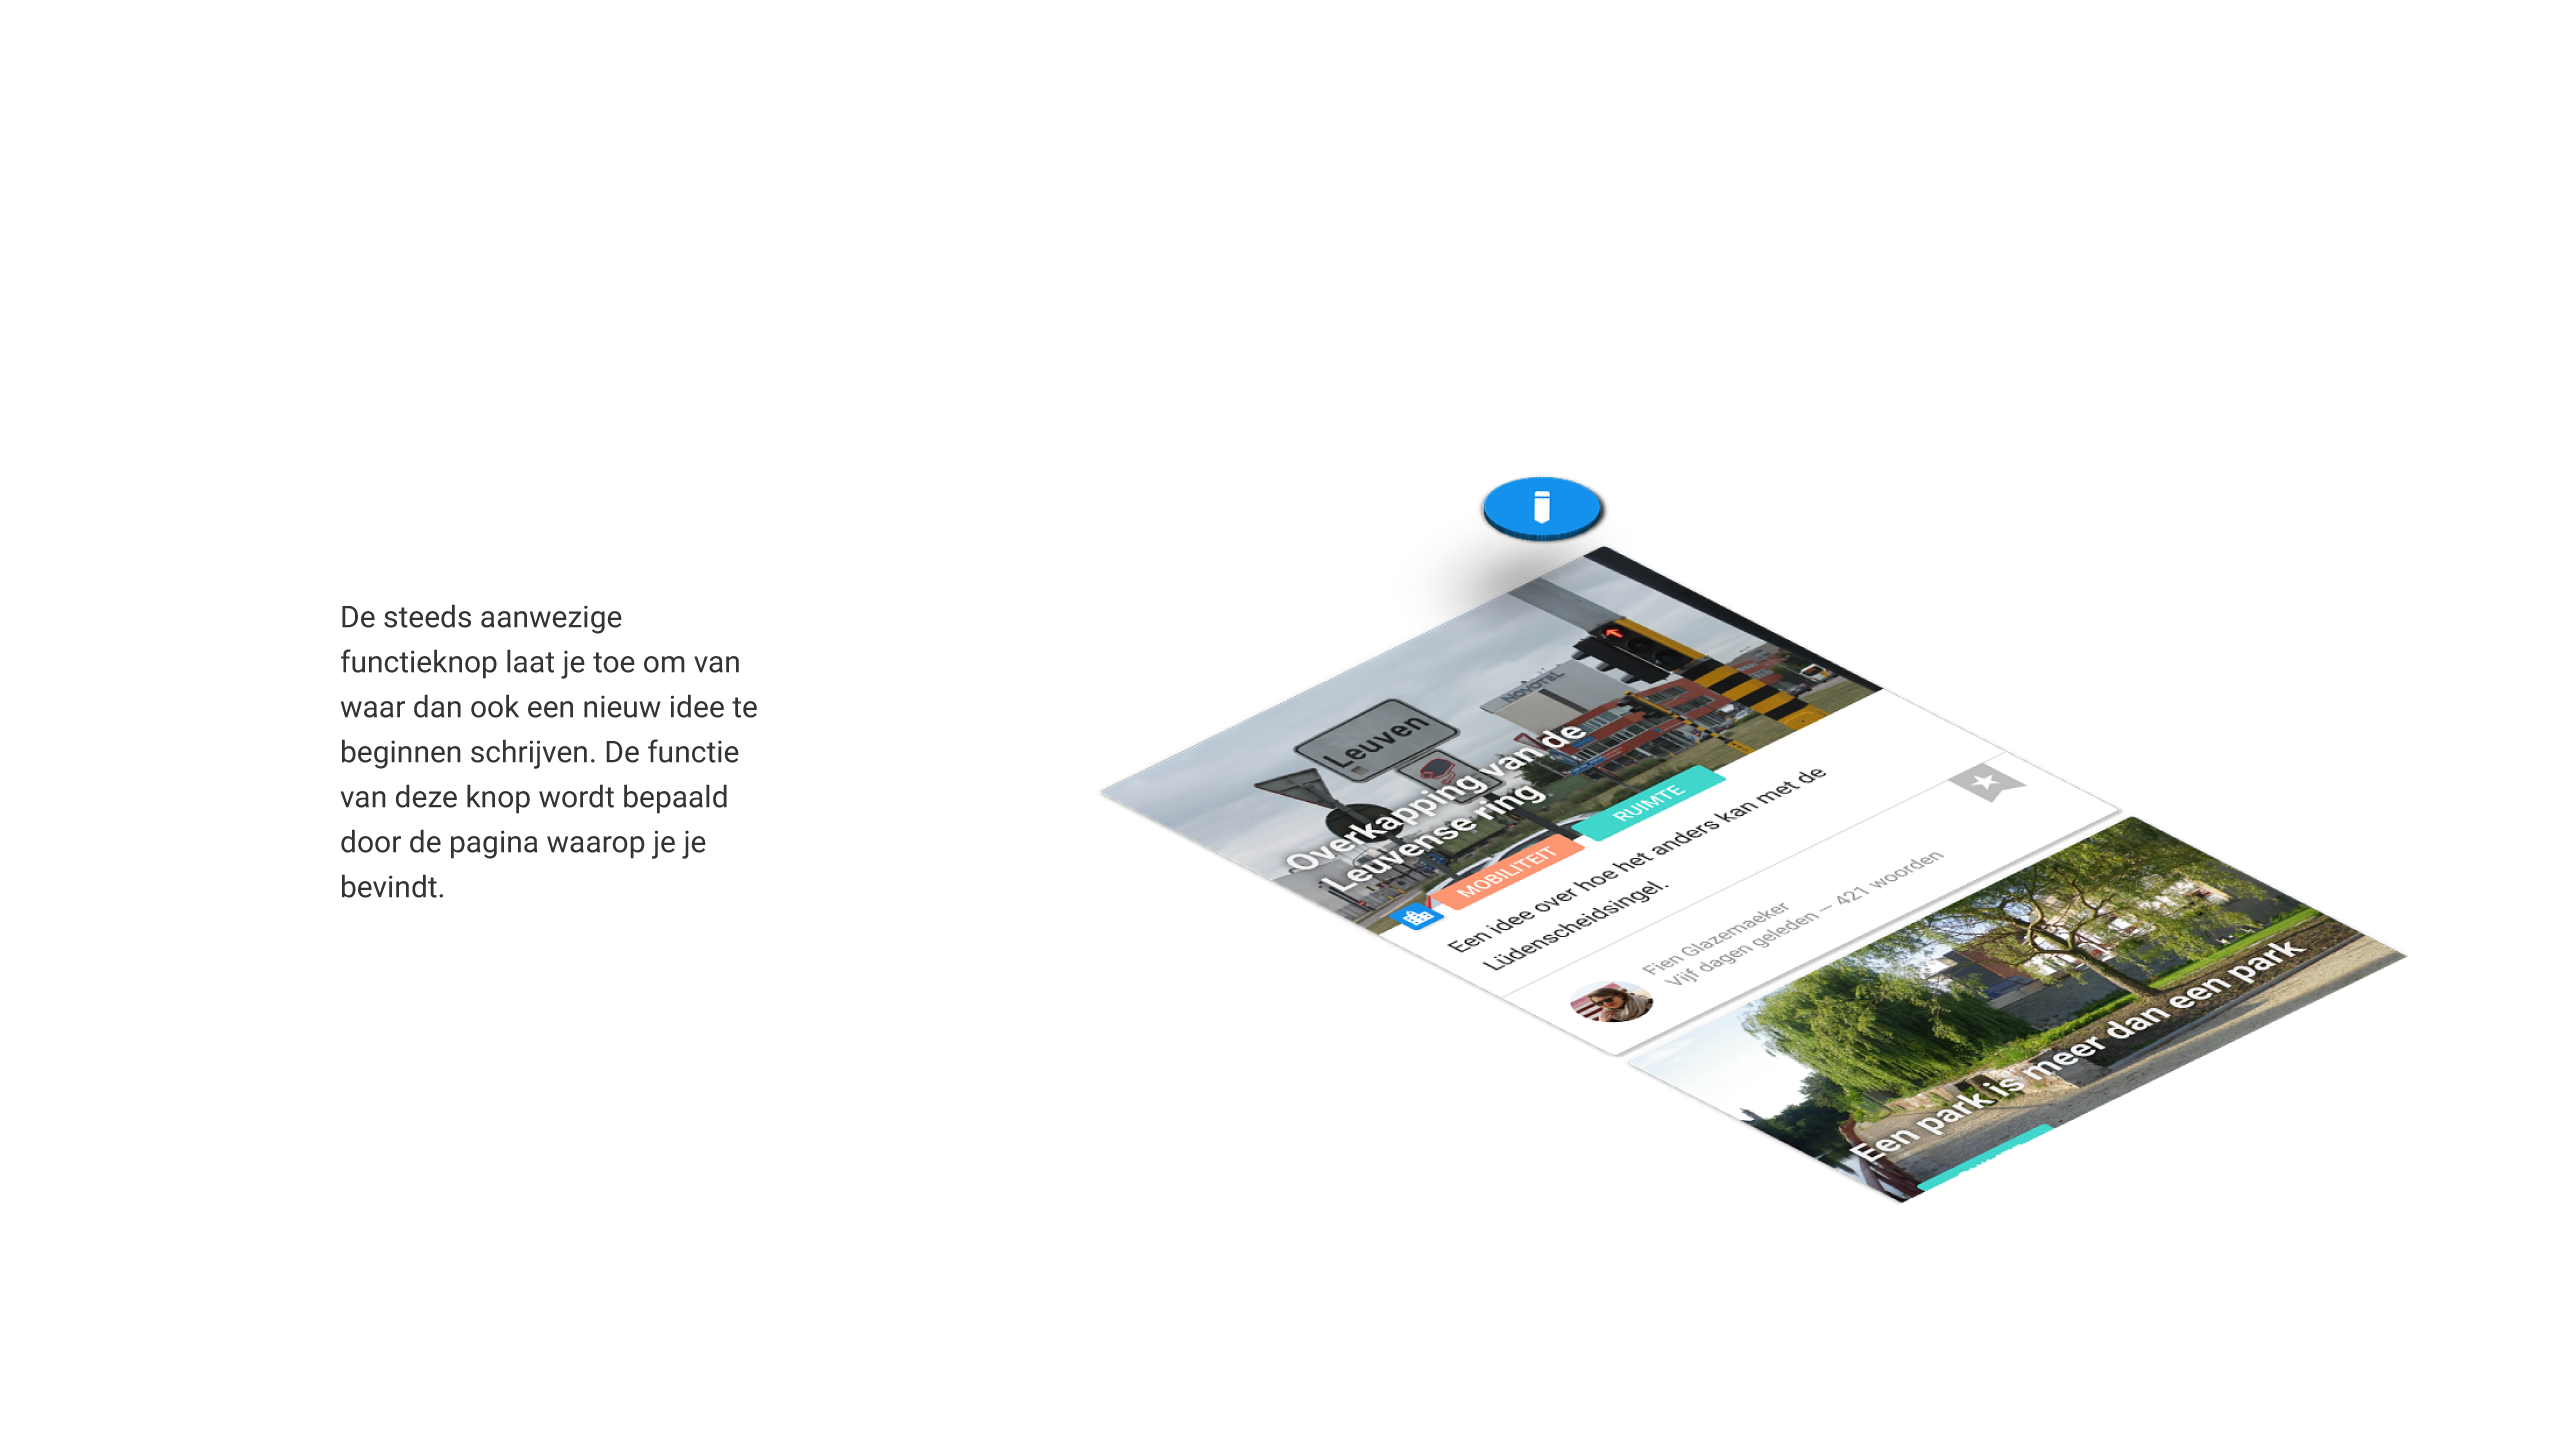 De steeds aanwezige
functieknop laat je toe om van
waar dan ook een nieuw idee te
beginnen schrijven. De functie
van deze knop wordt bepaald
door de pagina waarop je je
bevindt.
NOVOTEL
Leuven
Overkapping van de
Leuvense ring
MOBILITEIT
RUIMTE
Een idee over hoe het anders kan met de
Lüdenscheidsingel.
Fien Glazemaeker
Vijf dagen geleden — 421 woorden
Een park is meer dan een park